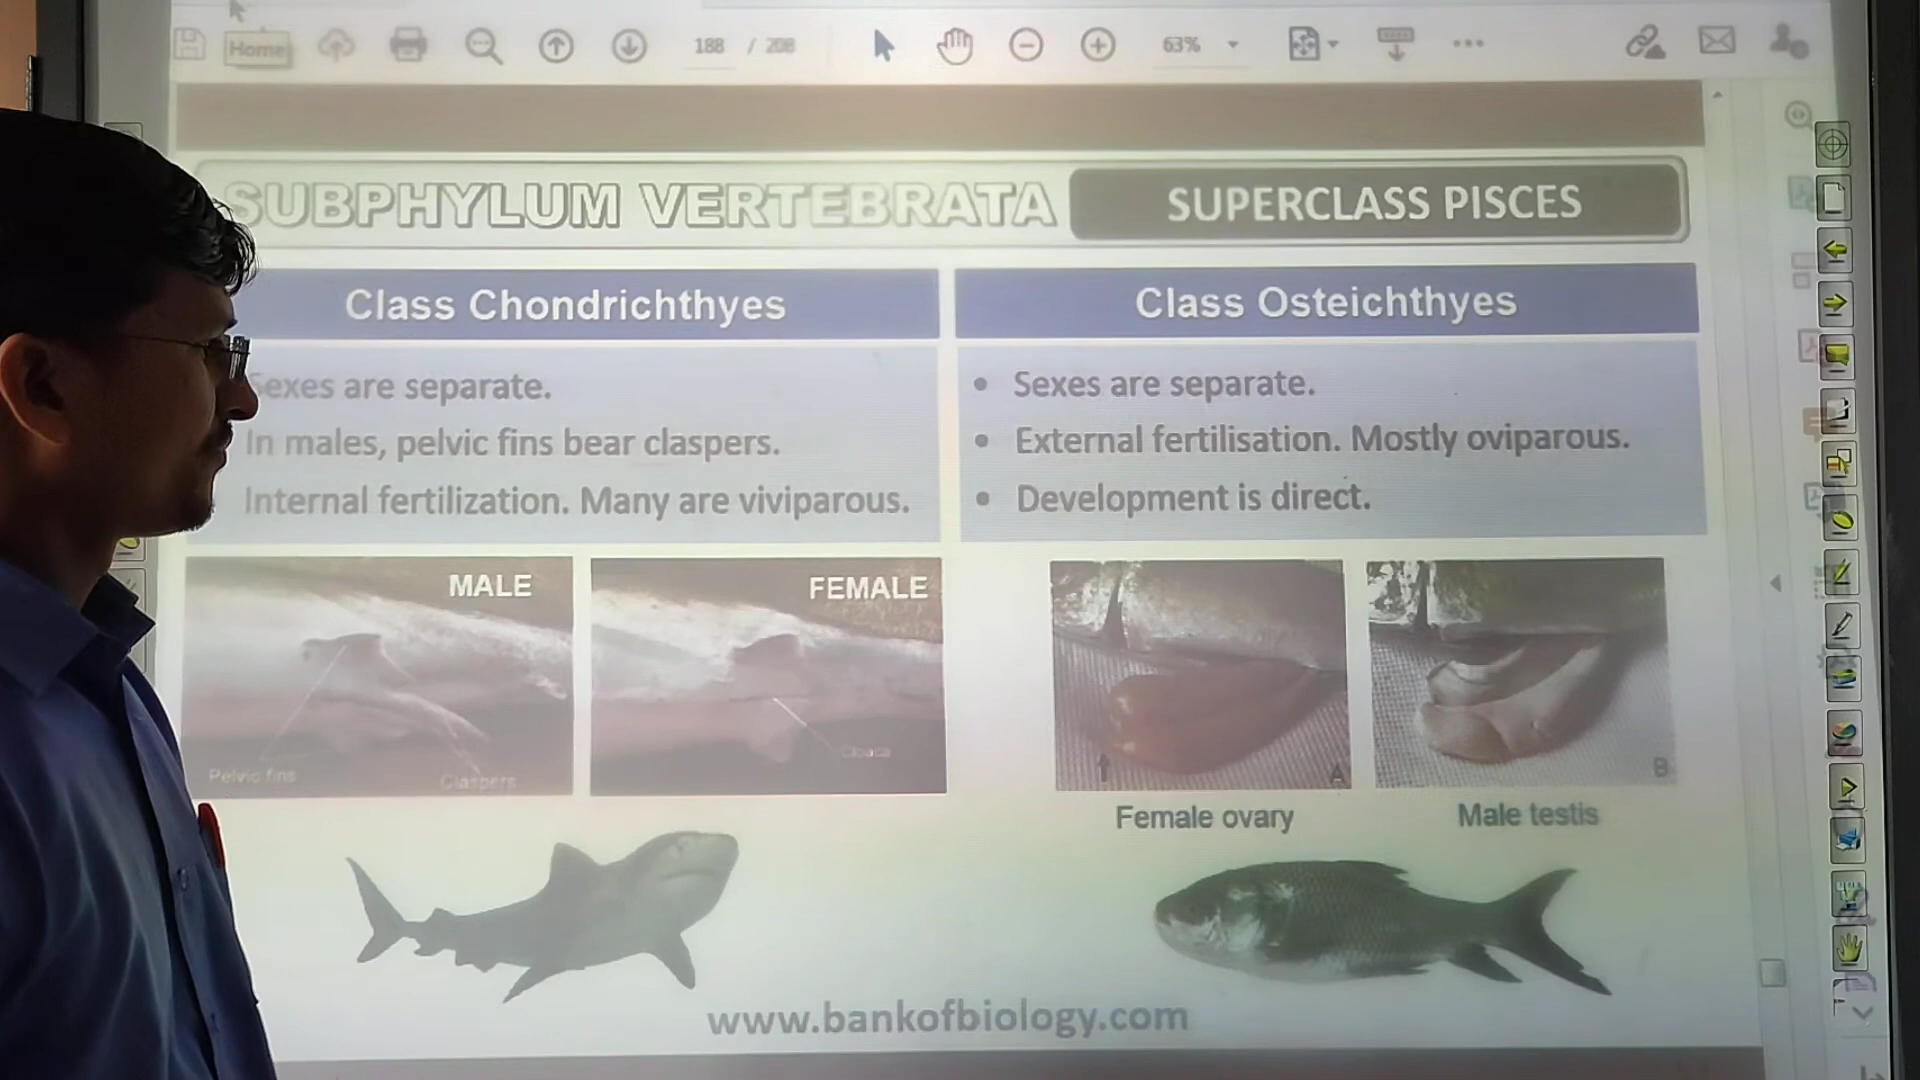 Home
188 / 208
63%
SUBPHYLUM VERTEBRATA
SUPERCLASS PISCES
Class Chondrichthyes
Sexes are separate.
In males, pelvic fins bear claspers.
Internal fertilization. Many are viviparous.
Class Osteichthyes
• Sexes are separate.
• External fertilisation. Mostly oviparous.
• Development is direct.
MALE
Pelvic fins
Claspers
FEMALE
Cloaca
A
Female ovary
B
Male testis
www.bankofbiology.com